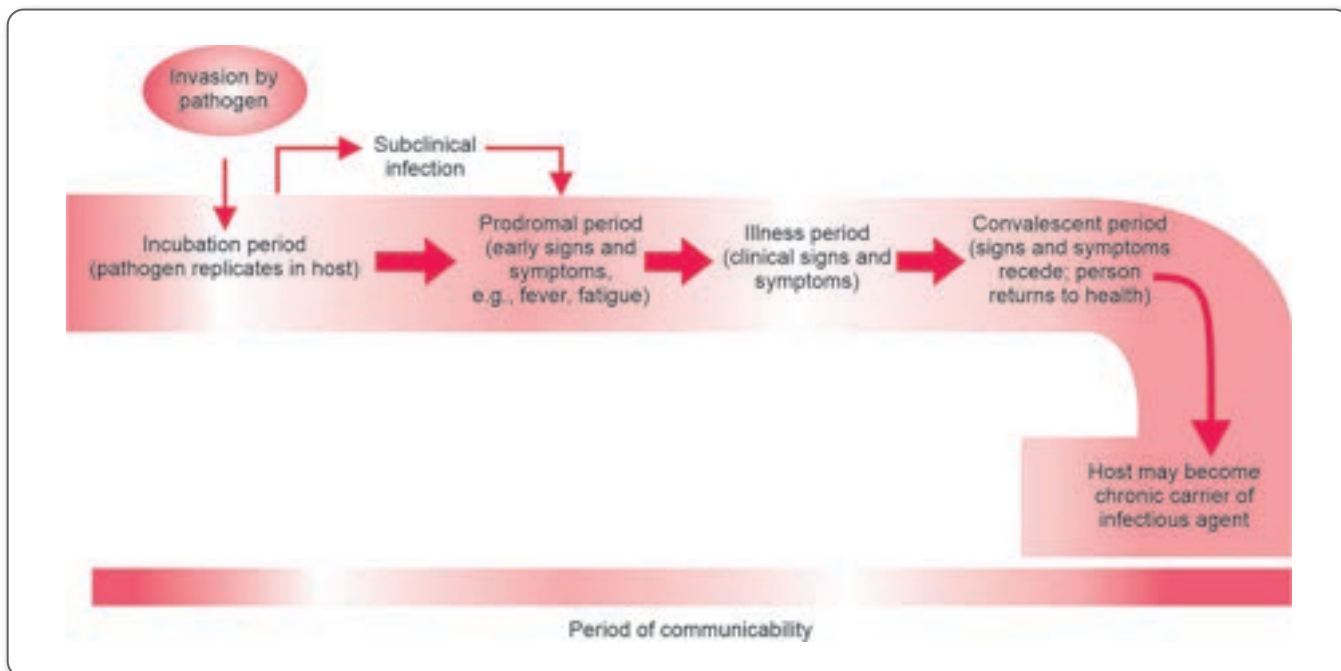 Invasion by
pathogen
Subclinical
infection
Incubation period
(pathogen replicates in host)
Prodromal period
(early signs and
symptoms,
e.g., fever, fatigue)
Illness period
(clinical signs and
symptoms)
Convalescent period
(signs and symptoms
recede; person
returns to health)
Host may become
chronic carrier of
infectious agent
Period of communicability